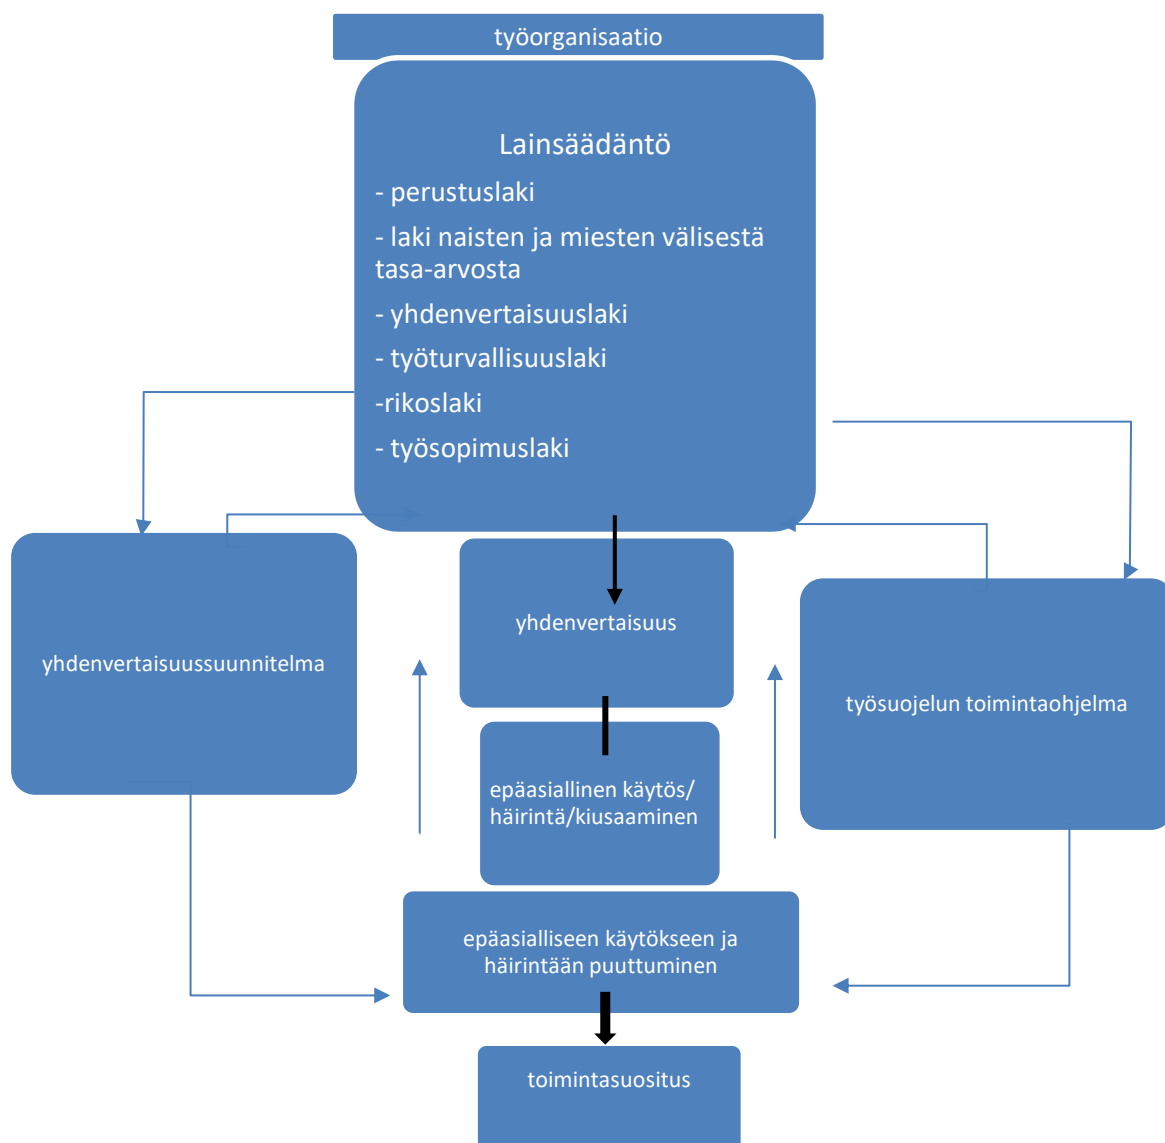 työorganisaatio
Lainsäädäntö
- perustuslaki
- laki naisten ja miesten välisestä
tasa-arvosta
- yhdenvertaisuuslaki
- työturvallisuuslaki
-rikoslaki
- työsopimuslaki
yhdenvertaisuussuunnitelma
yhdenvertaisuus
työsuojelun toimintaohjelma
epäasiallinen käytös/
häirintä/kiusaaminen
epäasialliseen käytökseen ja
häirintään puuttuminen
toimintasuositus